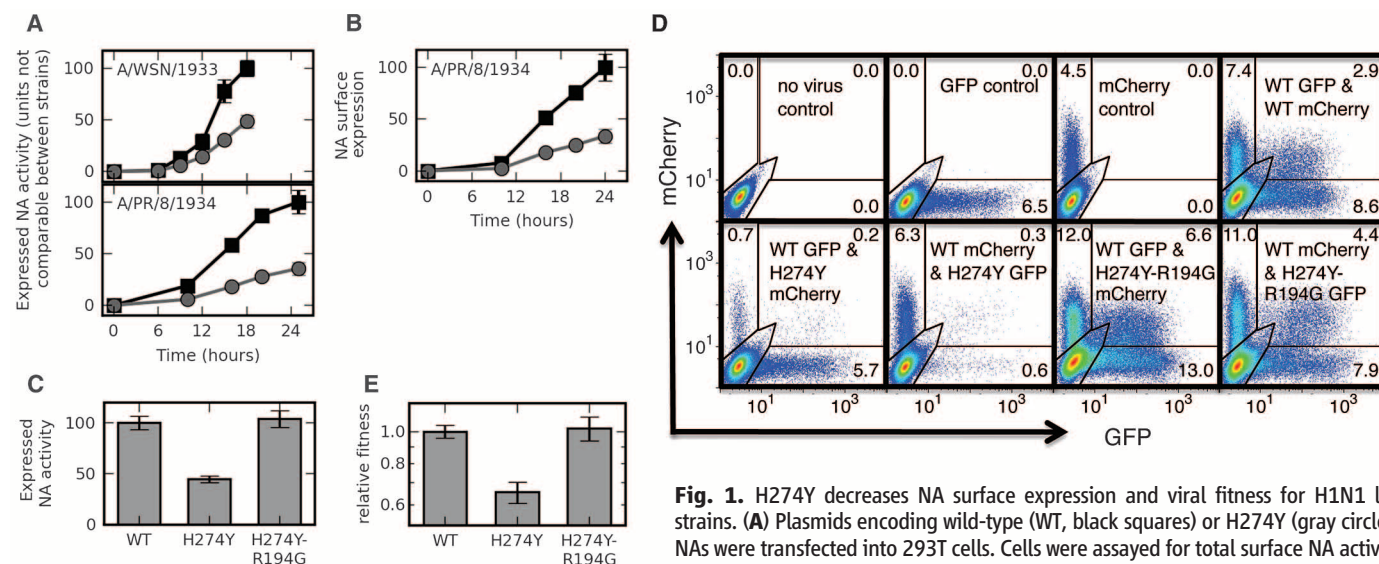 A
Expressed NA activity (units not
comparable between strains)
A/WSN/1933
100
50
0
A/PR/8/1934
100
50
0
0 6 12 18 24
Time (hours)
B
NA surface
expression
A/PR/8/1934
100
50
0
0 6 12 18 24
Time (hours)
C
Expressed
NA activity
100
50
0
WT H274Y H274Y-
R194G
E
relative fitness
1.0
0.8
0.6
WT H274Y H274Y-
R194G
D
mCherry
10³
10¹
10³
10¹
0.0 0.0
no virus
control
0.0
0.0 0.0
GFP control
6.5
4.5 0.0
mCherry
control
0.0
7.4 2.9
WT GFP &
WT mCherry
8.6
0.7 0.2
WT GFP &
H274Y
mCherry
5.7
6.3 0.3
WT mCherry
& H274Y GFP
0.6
12.0 6.6
WT GFP &
H274Y-R194G
mCherry
13.0
11.0 4.4
WT mCherry
& H274Y-
R194G GFP
7.9
10¹ 10³ 10¹ 10³ 10¹ 10³ 10¹ 10³
GFP
Fig. 1. H274Y decreases NA surface expression and viral fitness for H1N1
strains. (A) Plasmids encoding wild-type (WT, black squares) or H274Y (gray
NAs were transfected into 293T cells. Cells were assayed for total surface NA